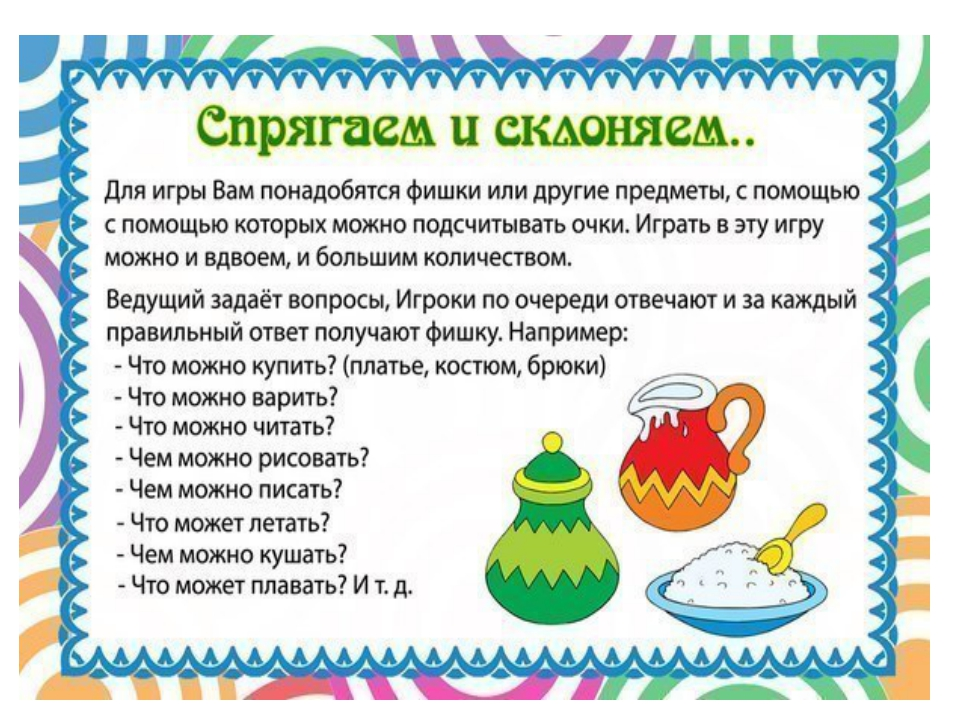 Спрягаем и склоняем..
Для игры Вам понадобятся фишки или другие предметы, с помощью
с помощью которых можно подсчитывать очки. Играть в эту игру
можно и вдвоем, и большим количеством.
Ведущий задаёт вопросы, Игроки по очереди отвечают и за каждый
правильный ответ получают фишку. Например:
- Что можно купить? (платье, костюм, брюки)
- Что можно варить?
- Что можно читать?
- Чем можно рисовать?
- Чем можно писать?
- Что может летать?
- Чем можно кушать?
- Что может плавать? И т. д.